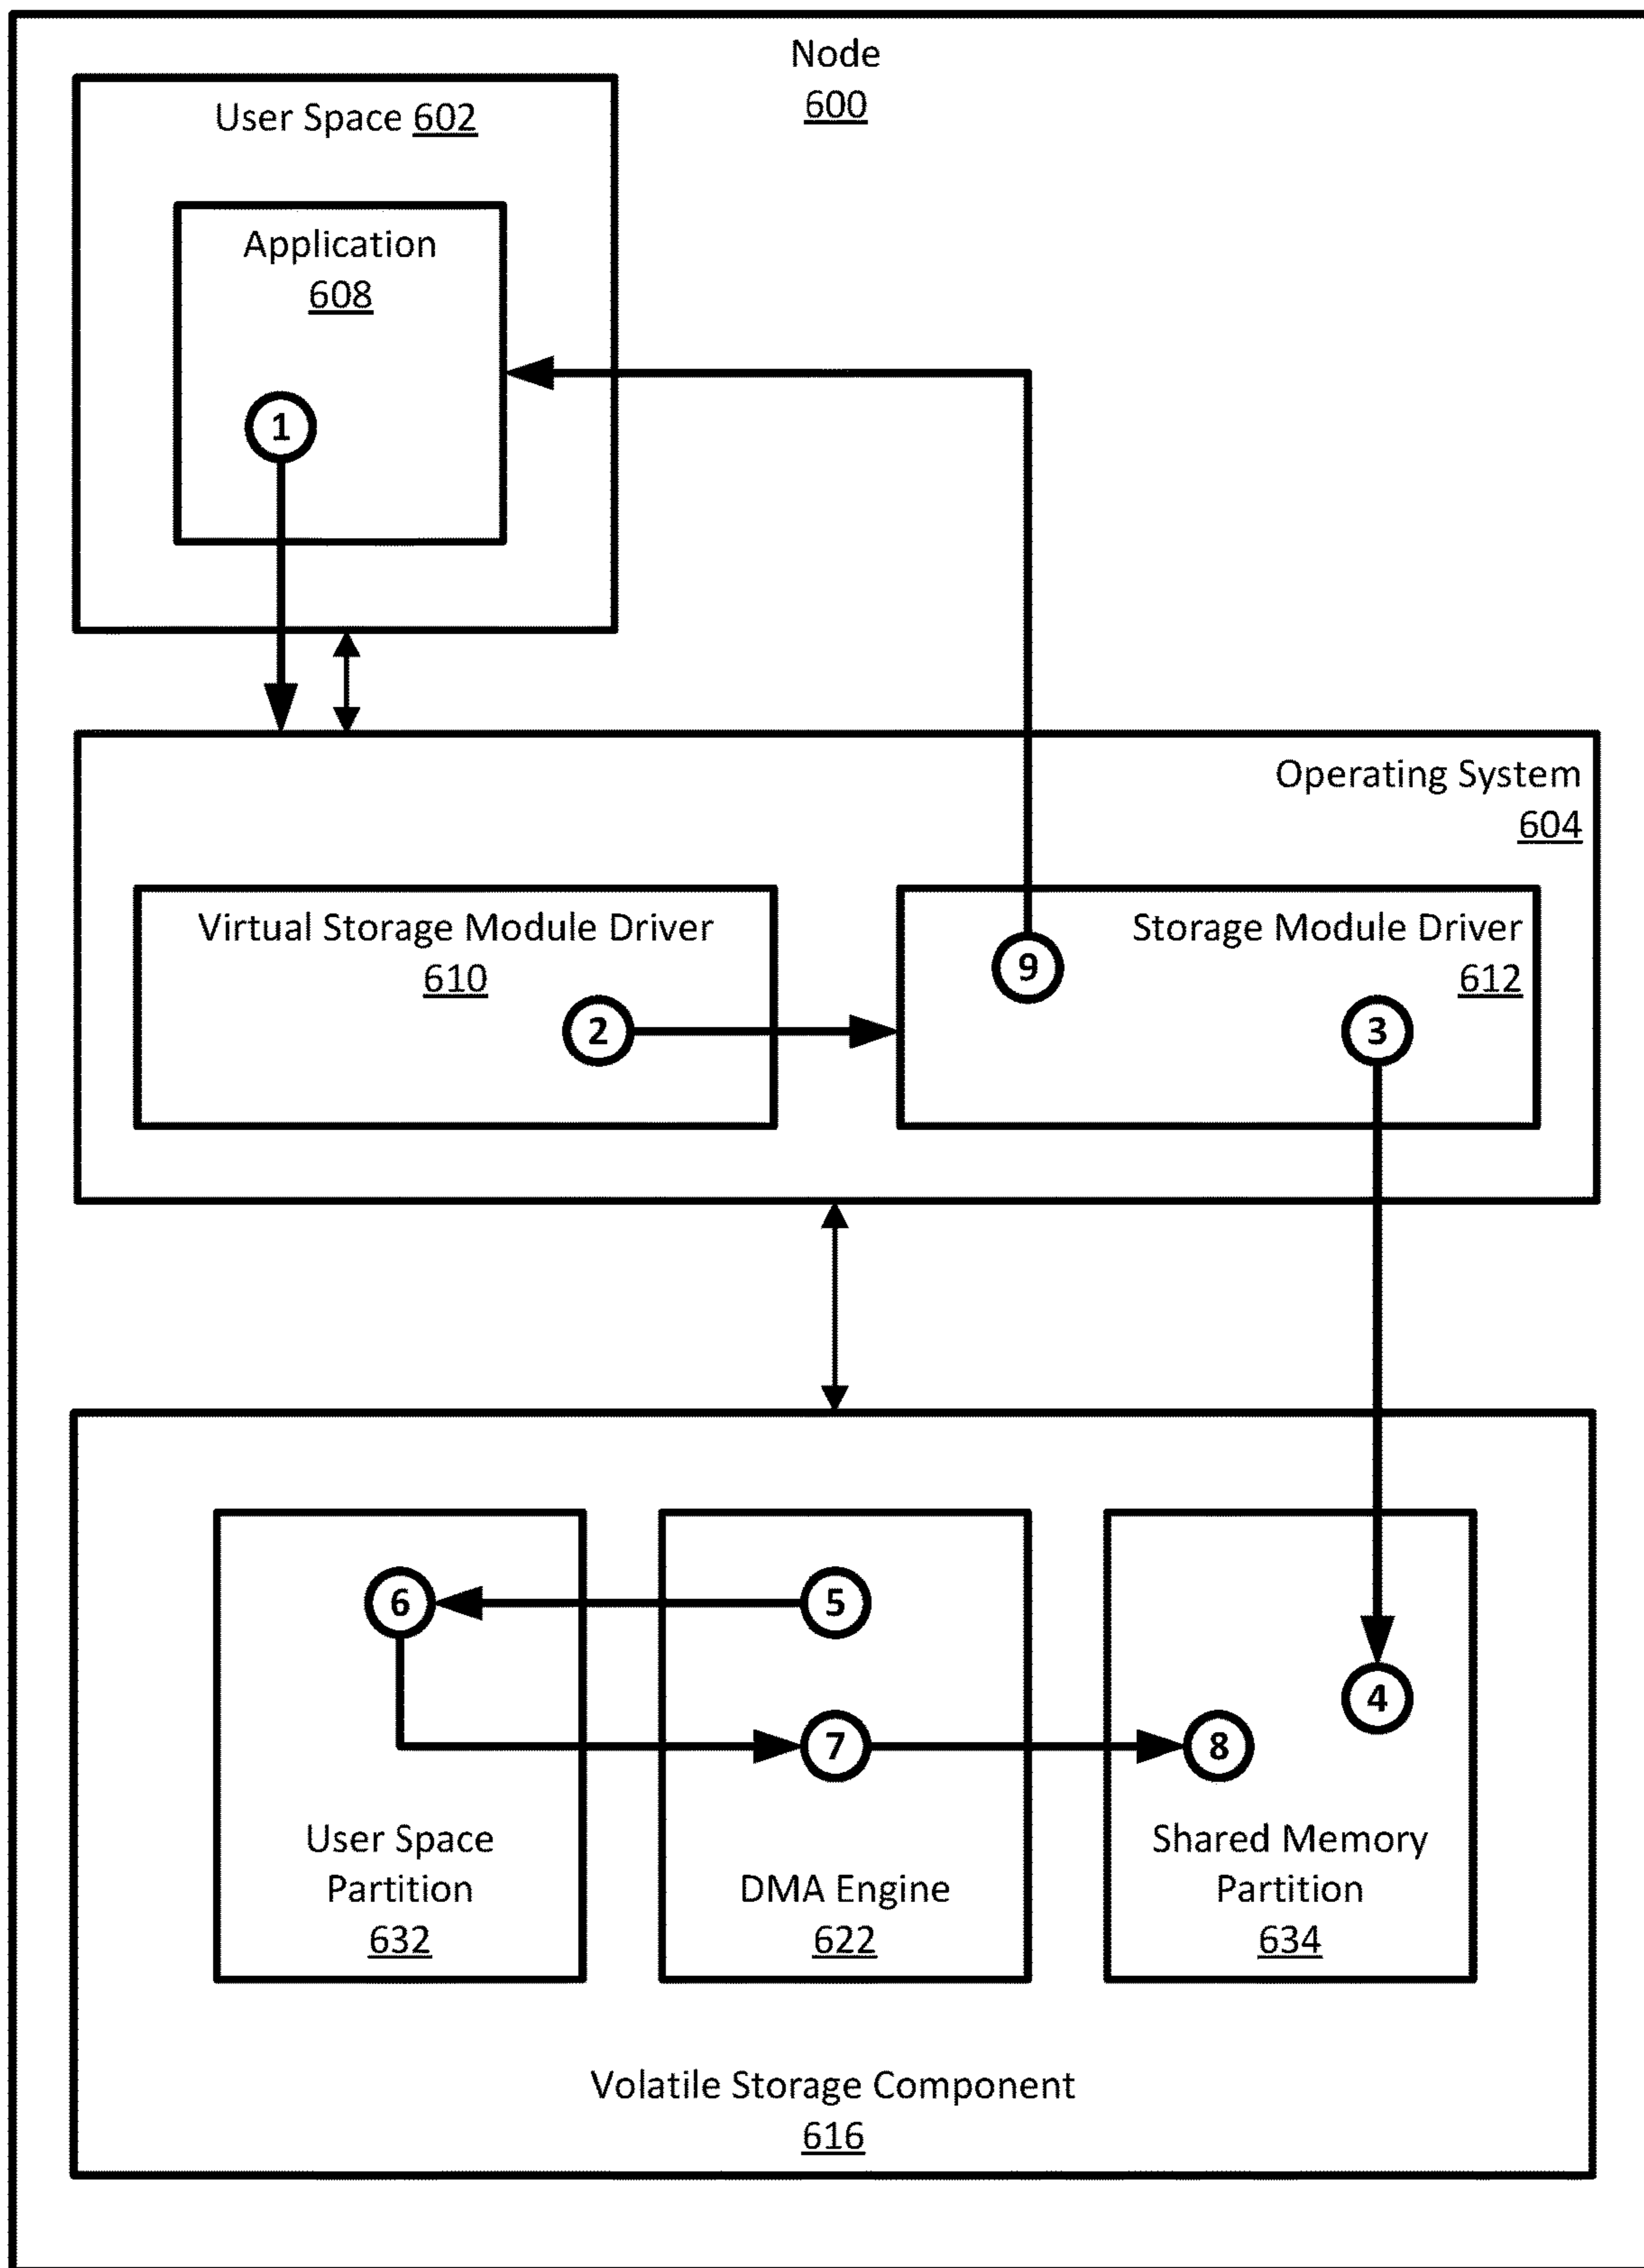 Node
600
User Space 602
Application
608
1
Operating System
604
Virtual Storage Module Driver
610
2
Storage Module Driver
612
9
3
6
5
4
7
8
User Space
Partition
632
DMA Engine
622
Shared Memory
Partition
634
Volatile Storage Component
616